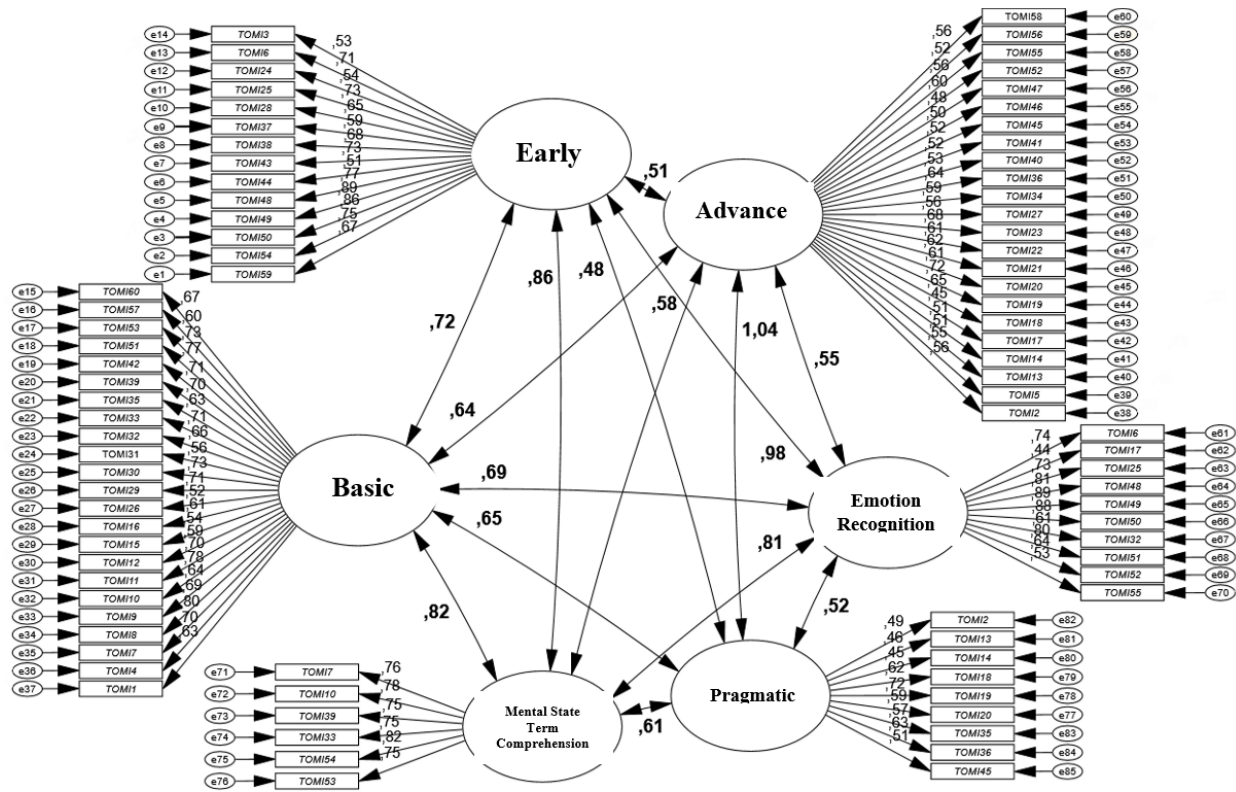 e14 TOMI3 ,53
e13 TOMI6 ,71
e12 TOMI24 ,54
e11 TOMI25 ,73
e10 TOMI28 ,65
e9 TOMI37 ,59
e8 TOMI38 ,68
e7 TOMI43 ,73
e6 TOMI44 ,51
e5 TOMI48 ,77
e4 TOMI49 ,89
e3 TOMI50 ,86
e2 TOMI54 ,75
e1 TOMI59 ,67
Early
,51
Advance
,56 TOMI58 e60
,52 TOMI56 e59
,56 TOMI55 e58
,60 TOMI52 e57
,48 TOMI47 e56
,50 TOMI46 e55
,52 TOMI45 e54
,52 TOMI41 e53
,53 TOMI40 e52
,64 TOMI36 e51
,59 TOMI34 e50
,56 TOMI27 e49
,68 TOMI23 e48
,61 TOMI22 e47
,62 TOMI21 e46
,61 TOMI20 e45
,72 TOMI19 e44
,65 TOMI18 e43
,45 TOMI17 e42
,51 TOMI14 e41
,51 TOMI13 e40
,55 TOMI5 e39
,56 TOMI2 e38
,86
,48
,58
,72
1,04
,55
,64
,98
,69
,65
,81
,82
,52
,61
e15 TOMI60 ,67
e16 TOMI57 ,60
e17 TOMI53 ,73
e18 TOMI51 ,77
e19 TOMI42 ,71
e20 TOMI39 ,70
e21 TOMI35 ,63
e22 TOMI33 ,71
e23 TOMI32 ,66
e24 TOMI31 ,56
e25 TOMI30 ,73
e26 TOMI29 ,71
e27 TOMI26 ,52
e28 TOMI16 ,61
e29 TOMI15 ,54
e30 TOMI12 ,59
e31 TOMI11 ,70
e32 TOMI10 ,78
e33 TOMI9 ,64
e34 TOMI8 ,69
e35 TOMI7 ,80
e36 TOMI4 ,70
e37 TOMI1 ,63
Basic
Emotion
Recognition
,74 TOMI6 e61
,44 TOMI17 e62
,73 TOMI25 e63
,81 TOMI48 e64
,89 TOMI49 e65
,88 TOMI50 e66
,61 TOMI32 e67
,80 TOMI51 e68
,64 TOMI52 e69
,53 TOMI55 e70
e71 TOMI7 ,76
e72 TOMI10 ,78
e73 TOMI39 ,75
e74 TOMI33 ,75
e75 TOMI54 ,82
e76 TOMI53 ,75
Mental State
Term
Comprehension
Pragmatic
,49 TOMI2 e82
,46 TOMI13 e81
,45 TOMI14 e80
,62 TOMI18 e79
,72 TOMI19 e78
,59 TOMI20 e77
,57 TOMI35 e83
,63 TOMI36 e84
,51 TOMI45 e85